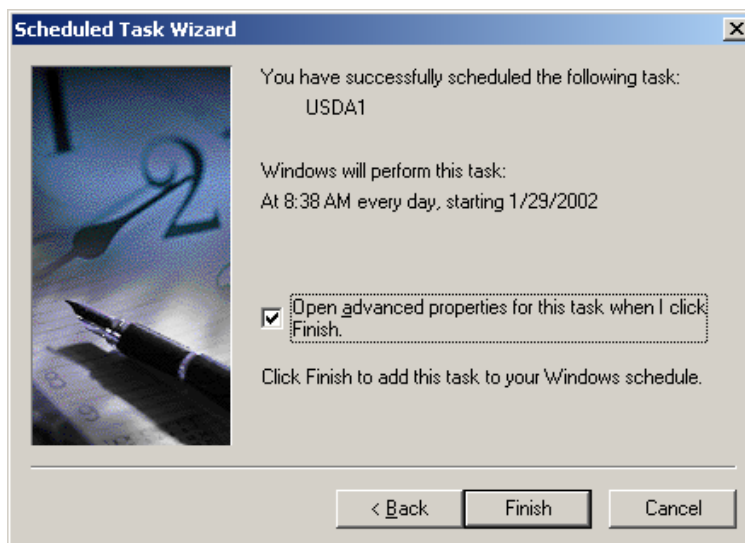 Scheduled Task Wizard
You have successfully scheduled the following task:
USDA1
Windows will perform this task:
At 8:38 AM every day, starting 1/29/2002
Open advanced properties for this task when I click
Finish.
Click Finish to add this task to your Windows schedule.
< Back
Finish
Cancel
2